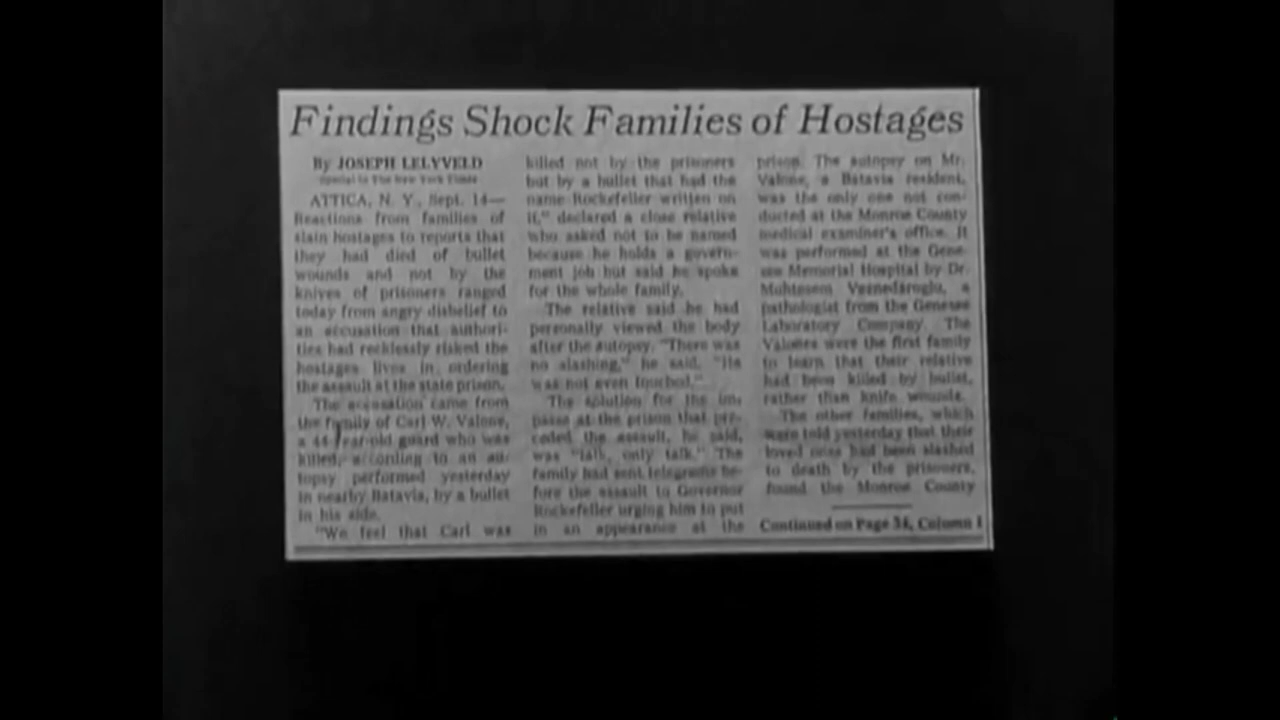 Findings Shock Families of Hostages
By JOSEPH LELYVELD
Special to The New York Times
ATTICA, N. Y., Sept. 14—
Reactions from families of
slain hostages to reports that
they had died of bullet
wounds and not by the
knives of prisoners ranged
today from angry disbelief to
an accusation that authori-
ties had recklessly risked the
hostages lives in ordering
the assault at the state prison.
The accusation came from
the family of Carl W. Valone,
a 44-year-old guard who was
killed, according to an au-
topsy performed yesterday
in nearby Batavia, by a bullet
in his side.
"We feel that Carl was
killed not by the prisoners
but by a bullet that had the
name Rockefeller written on
it," declared a close relative
who asked not to be named
because he holds a govern-
ment job but said he spoke
for the whole family.
The relative said he had
personally viewed the body
after the autopsy. "There was
no slashing," he said. "He
was not even touched."
The solution for the im-
passe at the prison that pre-
ceded the assault, he said,
was "talk, only talk." The
family had sent telegrams be-
fore the assault to Governor
Rockefeller urging him to put
in an appearance at the
prison. The autopsy on Mr.
Valone, a Batavia resident,
was the only one not con-
ducted at the Monroe County
medical examiner's office. It
was performed at the Gene-
see Memorial Hospital by Dr.
a
pathologist from the Genesee
Laboratory Company. The
Valones were the first family
to learn that their relative
had been killed by bullet,
rather than knife wounds.
The other families, which
were told yesterday that their
loved ones had been slashed
to death by the prisoners,
found the Monroe County
Continued on Page 34, Column 1